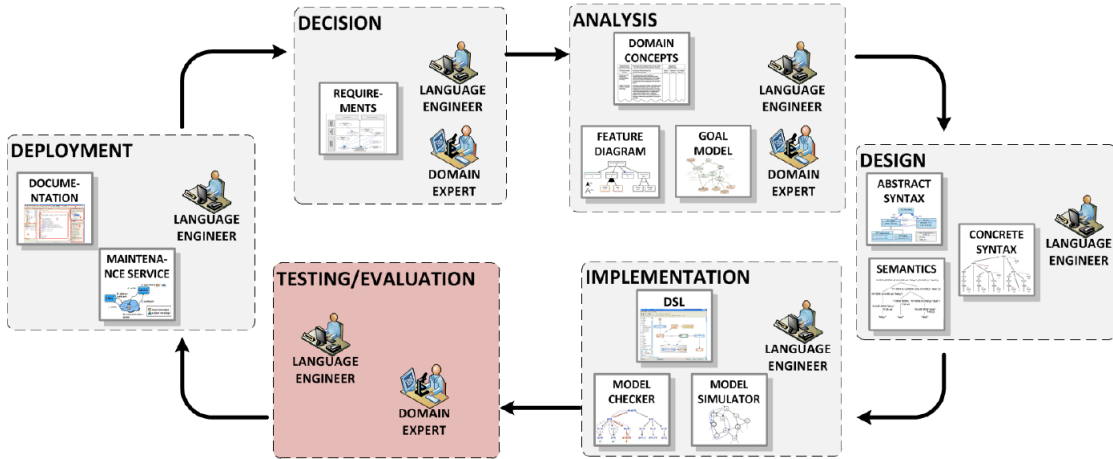 DECISION
REQUIRE-
MENTS
LANGUAGE
ENGINEER
DOMAIN
EXPERT
ANALYSIS
DOMAIN
CONCEPTS
LANGUAGE
ENGINEER
FEATURE
DIAGRAM
GOAL
MODEL
DOMAIN
EXPERT
DESIGN
ABSTRACT
SYNTAX
CONCRETE
SYNTAX
SEMANTICS
LANGUAGE
ENGINEER
IMPLEMENTATION
DSL
LANGUAGE
ENGINEER
MODEL
CHECKER
MODEL
SIMULATOR
TESTING/EVALUATION
LANGUAGE
ENGINEER
DOMAIN
EXPERT
DEPLOYMENT
DOCUME-
NTATION
LANGUAGE
ENGINEER
MAINTENA-
NCE SERVICE